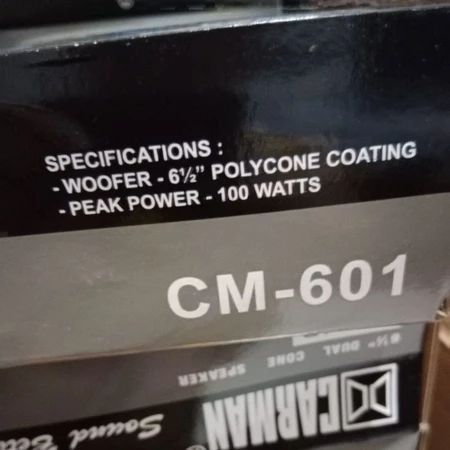 SPECIFICATIONS :
- WOOFER - 6½" POLYCONE COATING
- PEAK POWER - 100 WATTS
CM-601
6½" DUAL CONE SPEAKER
CARMAN®
Sound